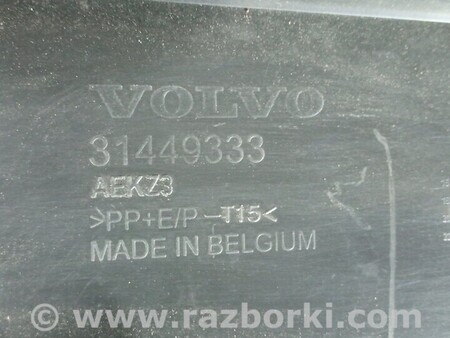 VOLVO
31449333
AEKZ3
>PP+E/P-T15<
MADE IN BELGIUM
© www.razborki.com